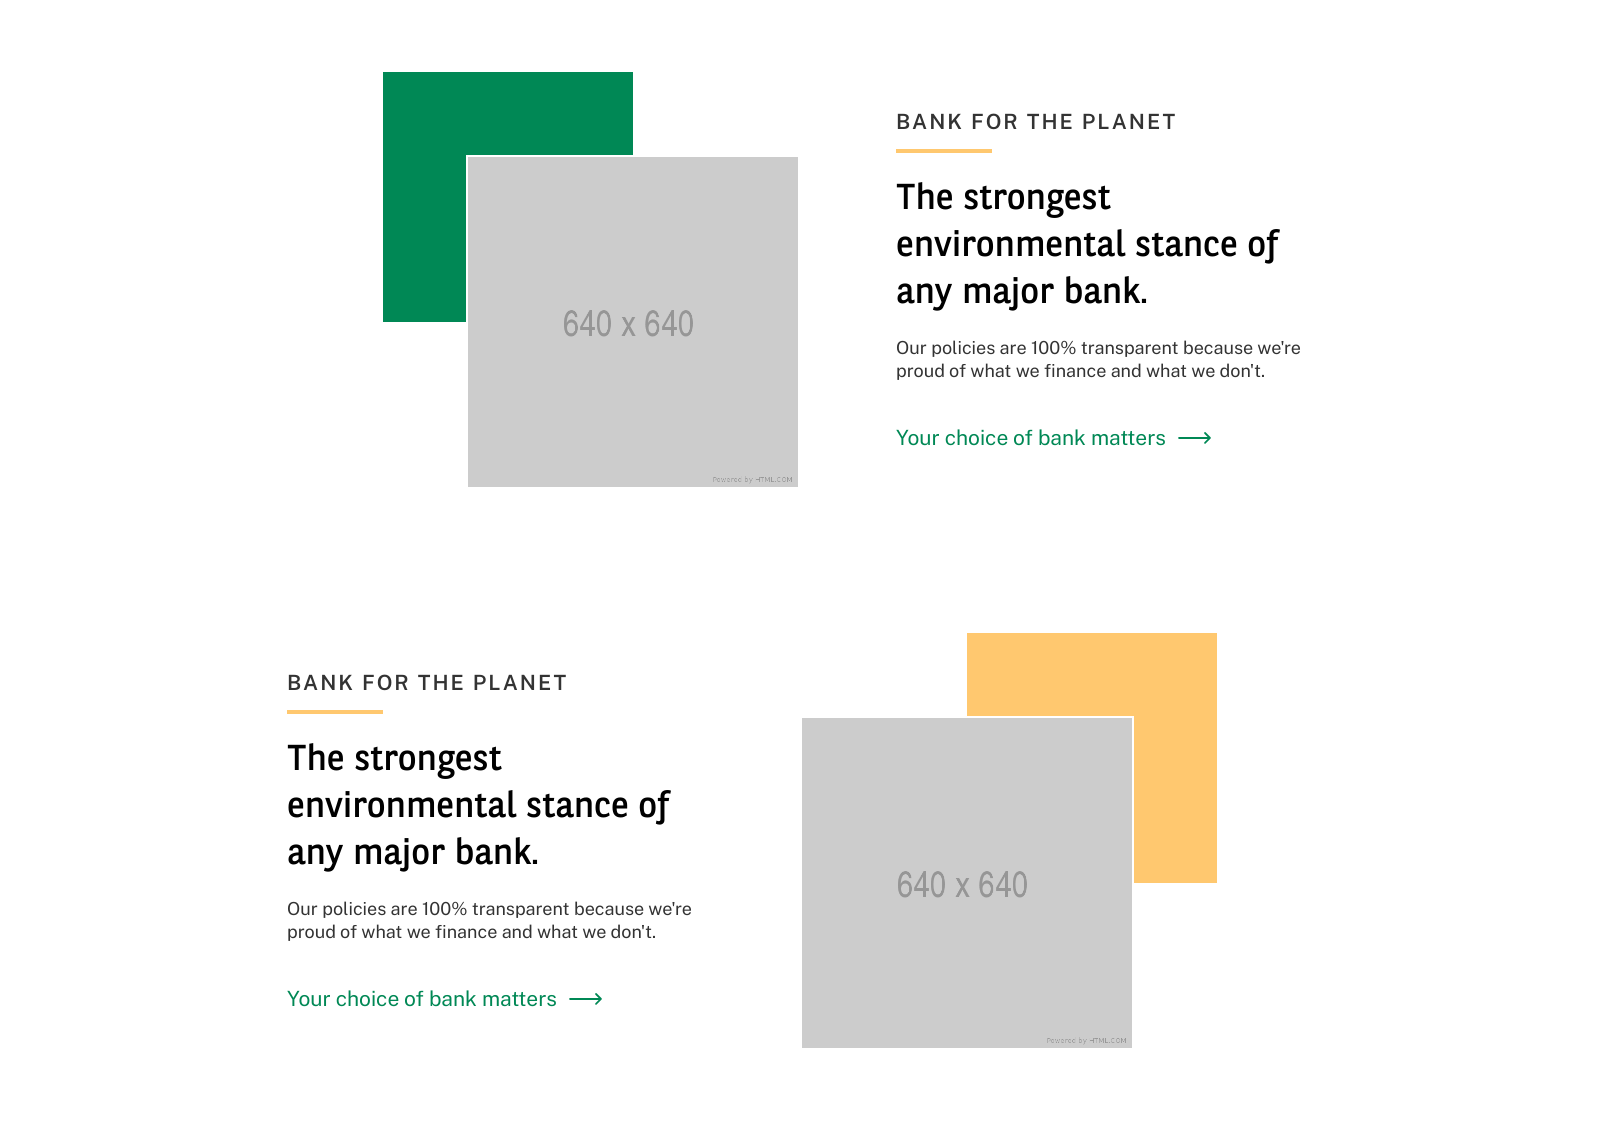 BANK FOR THE PLANET
The strongest
environmental stance of
any major bank.
Our policies are 100% transparent because we're
proud of what we finance and what we don't.
Your choice of bank matters
640 x 640
Powered by HTML.COM
BANK FOR THE PLANET
The strongest
environmental stance of
any major bank.
Our policies are 100% transparent because we're
proud of what we finance and what we don't.
Your choice of bank matters
640 x 640
Powered by HTML.COM